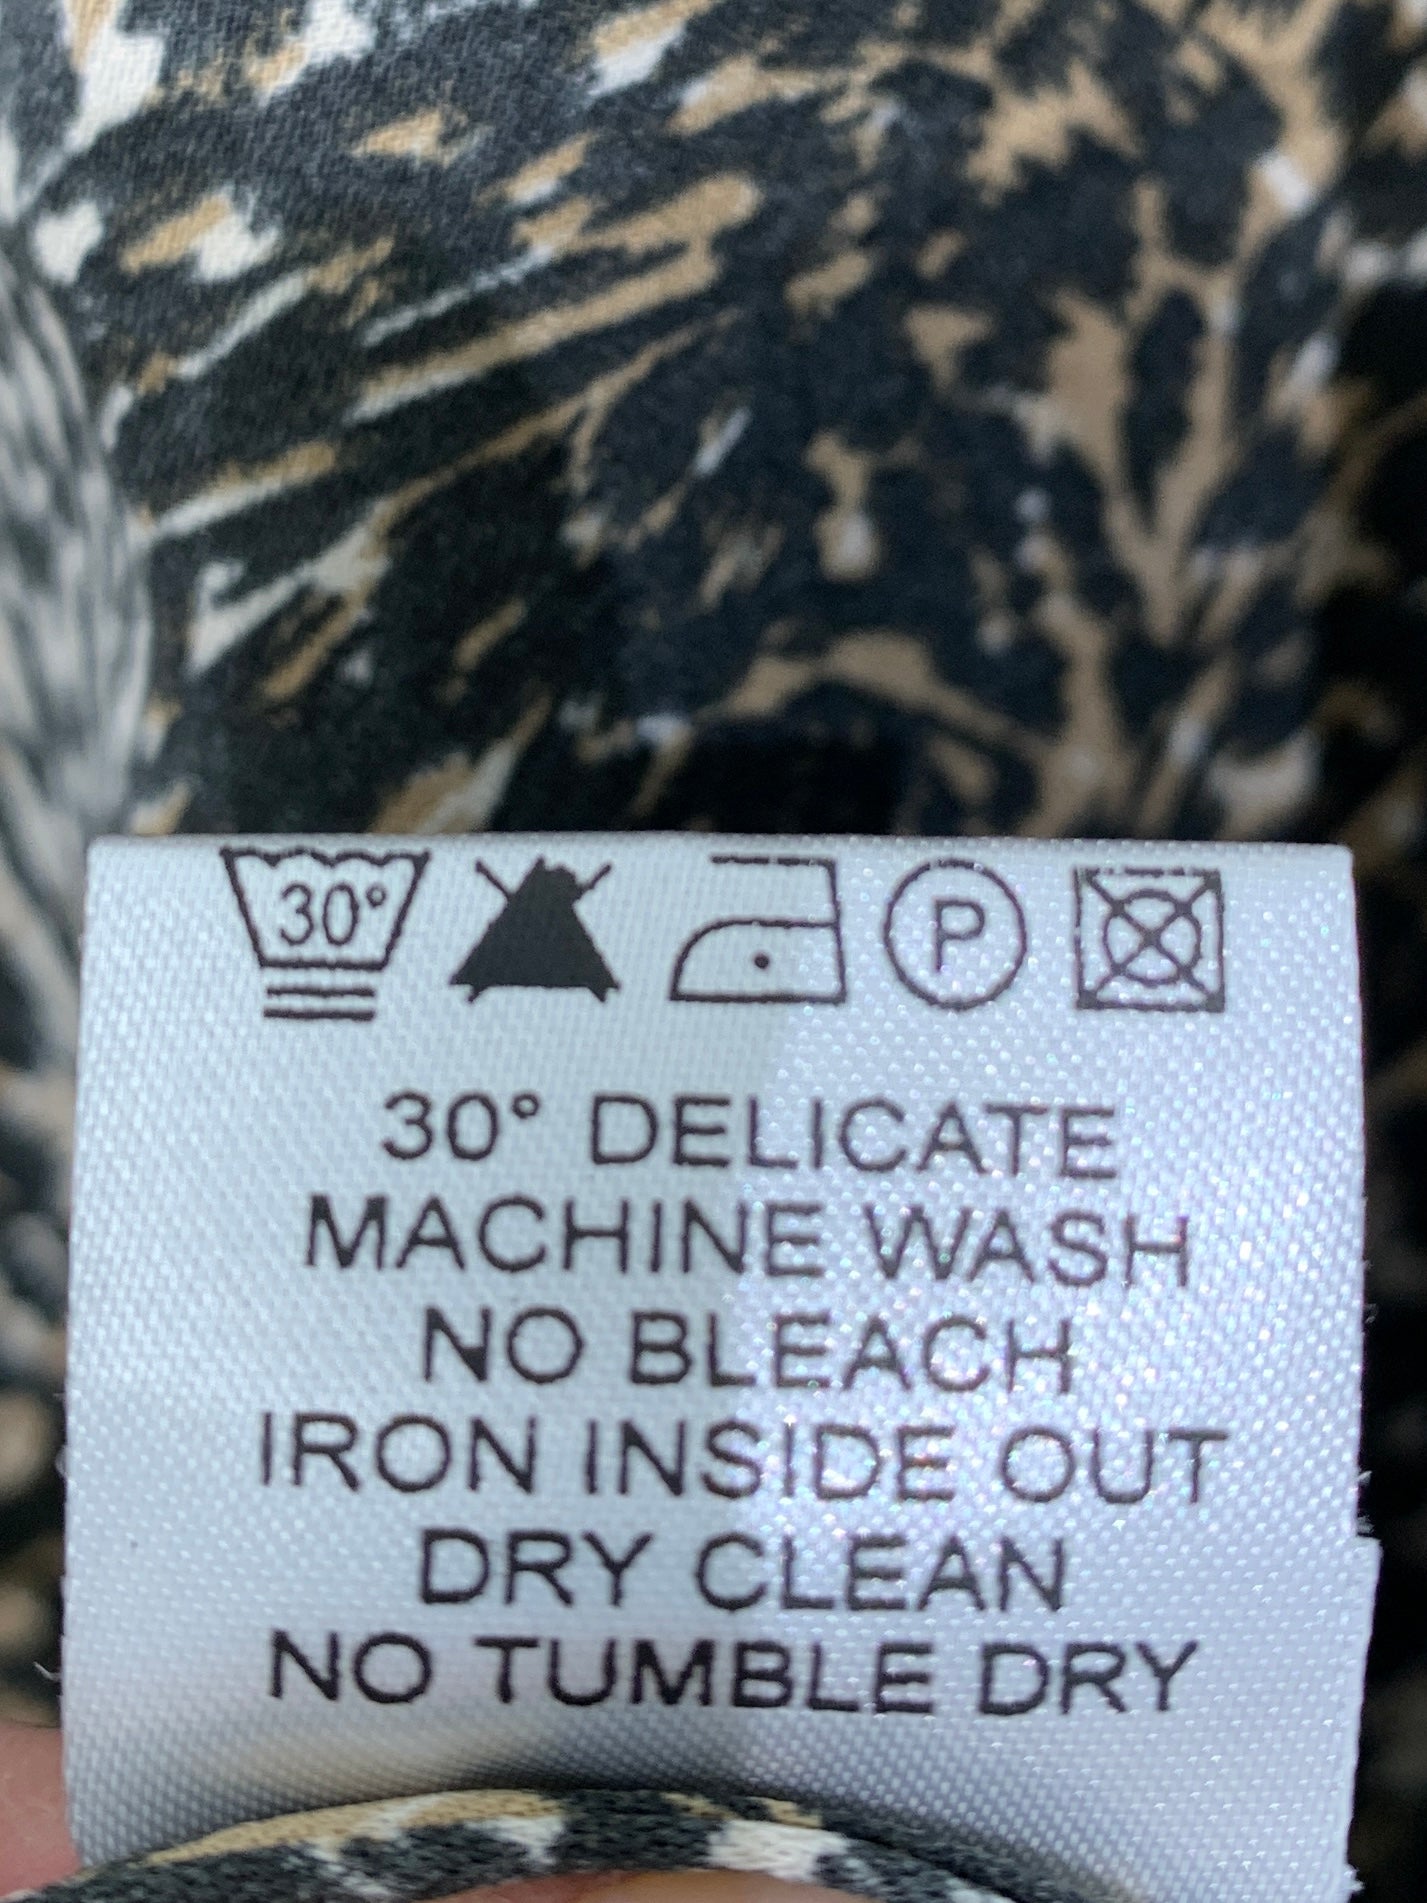 30°
P
30° DELICATE
MACHINE WASH
NO BLEACH
IRON INSIDE OUT
DRY CLEAN
NO TUMBLE DRY